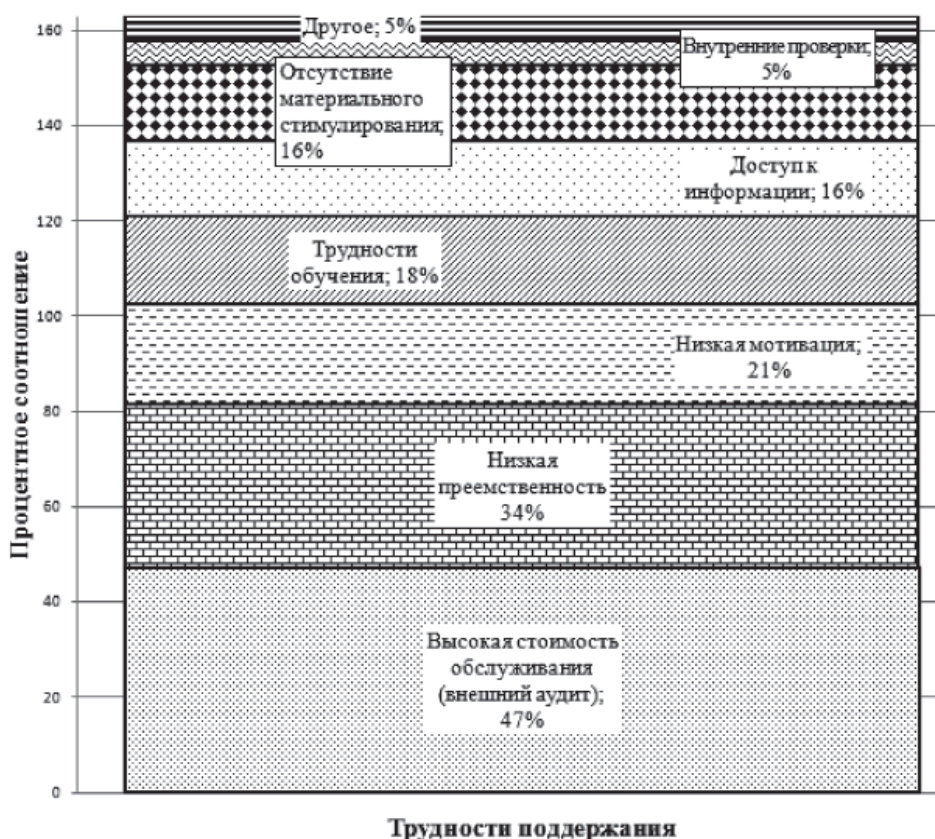 160
140
120
100
80
60
40
20
0
Процентное соотношение
Другое; 5%
Внутренние проверки;
5%
Отсутствие
материального
стимулирования;
16%
Доступ к
информации; 16%
Трудности
обучения; 18%
Низкая мотивация;
21%
Низкая
преемственность
34%
Высокая стоимость
обслуживания
(внешний аудит);
47%
Трудности поддержания